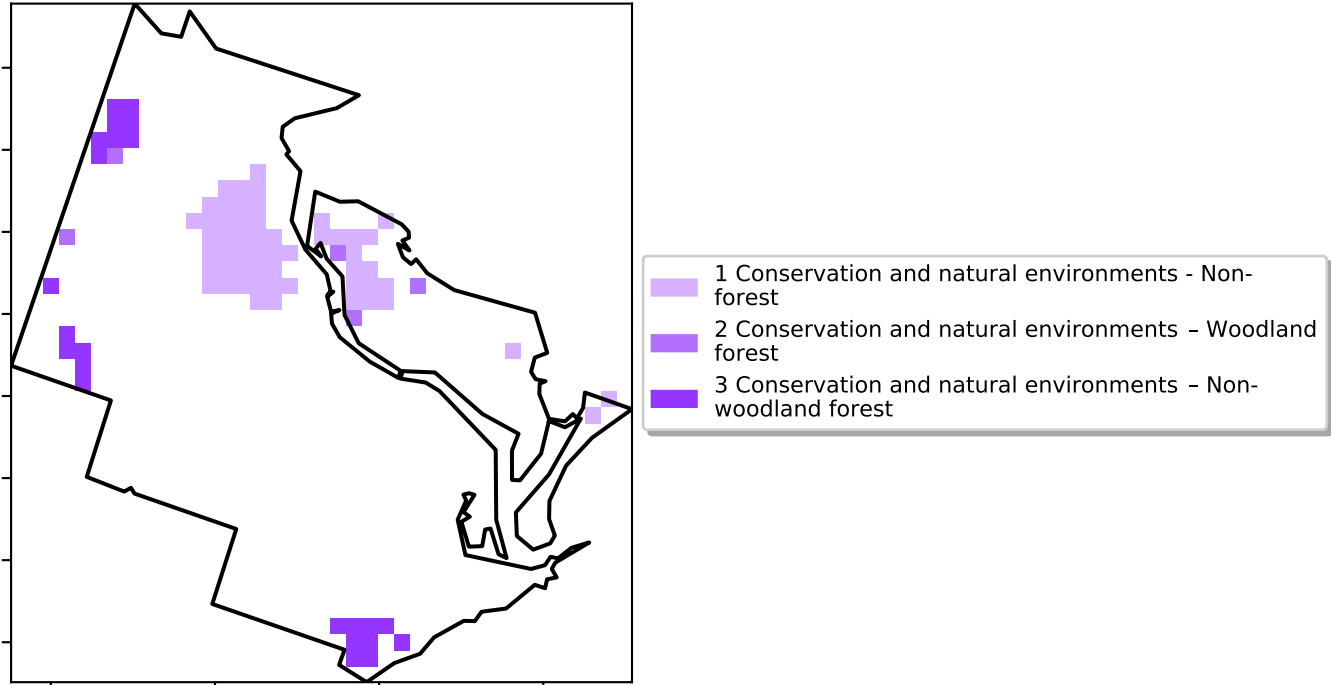 1 Conservation and natural environments - Non-
forest
2 Conservation and natural environments – Woodland
forest
3 Conservation and natural environments – Non-
woodland forest